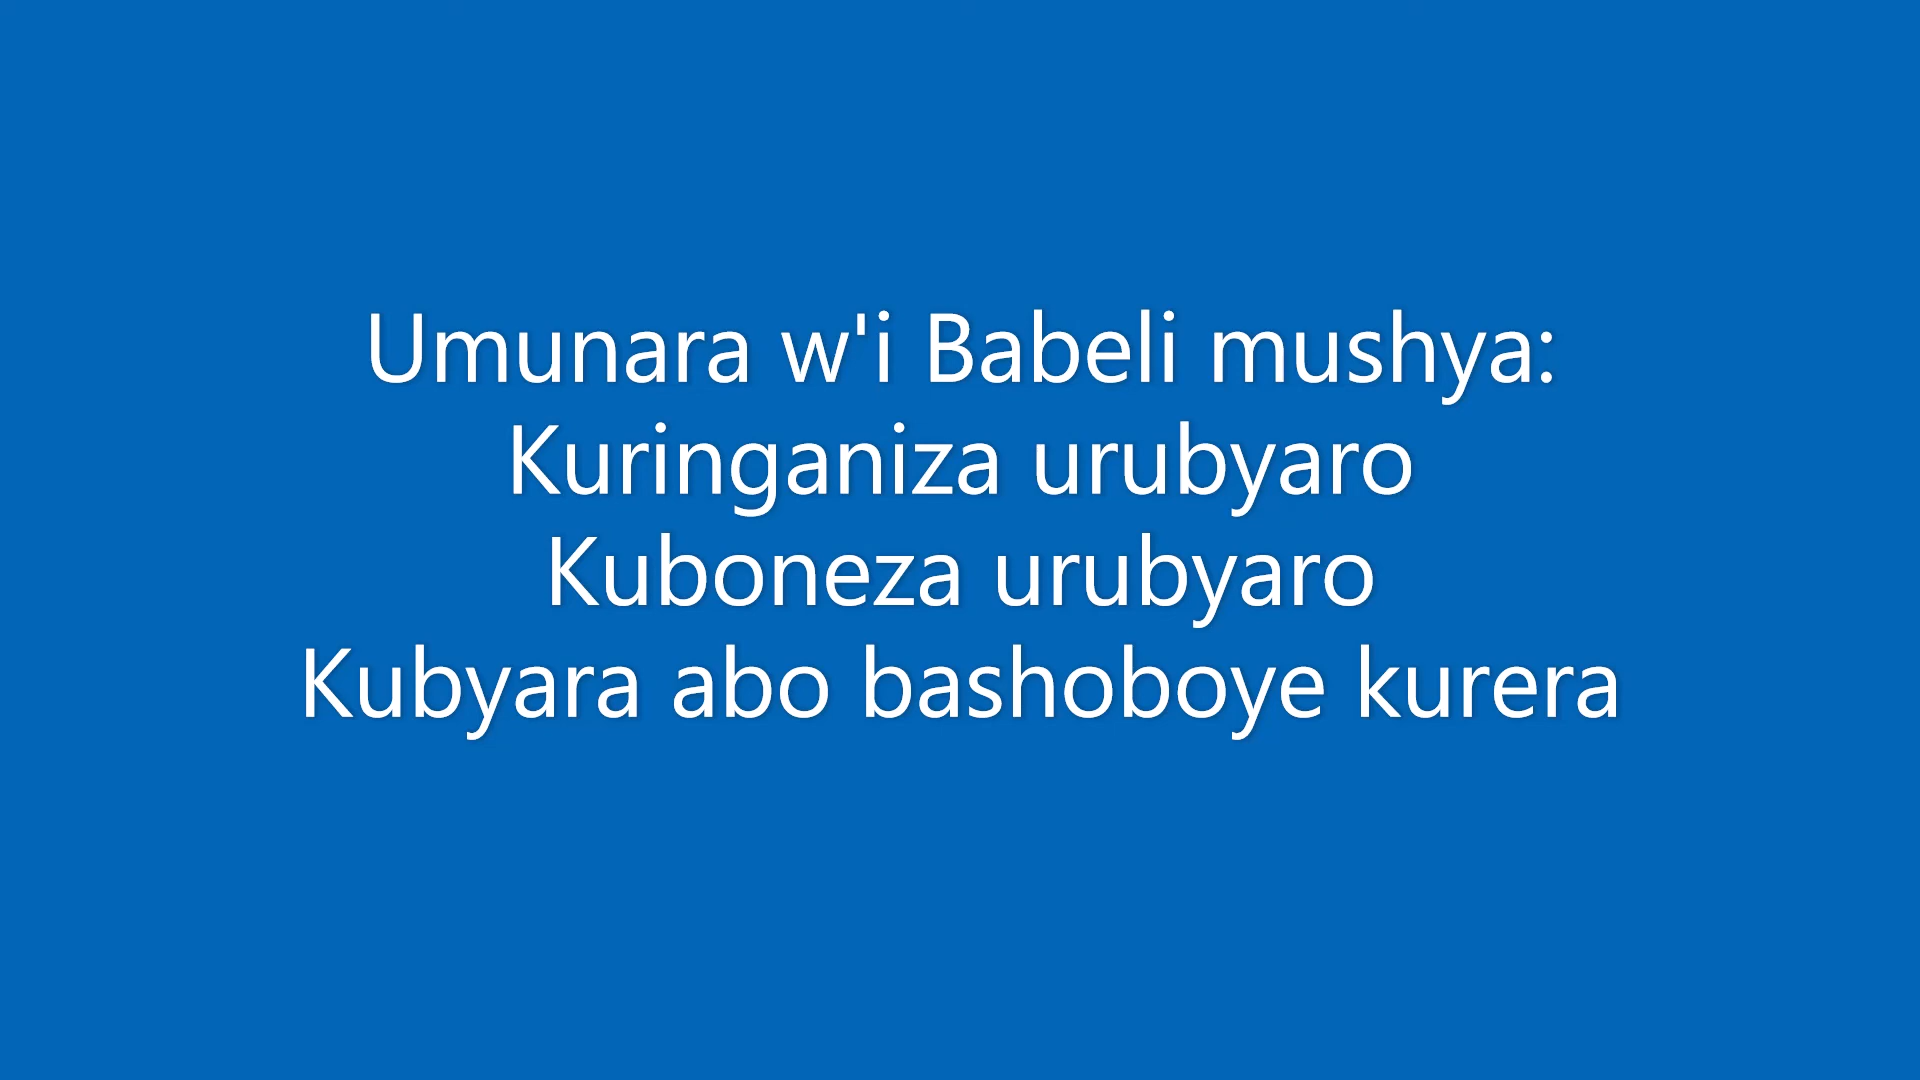 Umunara w'i Babeli mushya:
Kuringaniza urubyaro
Kuboneza urubyaro
Kubyara abo bashoboye kurera